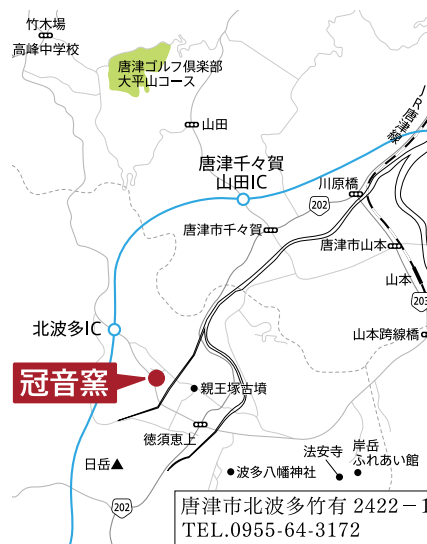 竹木場
高峰中学校
唐津ゴルフ倶楽部
大平山コース
山田
JR唐津線
唐津千々賀
山田IC
川原橋
202
唐津市千々賀
唐津市山本
山本
203
北波多IC
山本跨線橋
冠音窯
親王塚古墳
徳須恵上
法安寺
岸岳
ふれあい館
日岳
波多八幡神社
202
唐津市北波多竹有 2422－1
TEL.0955-64-3172